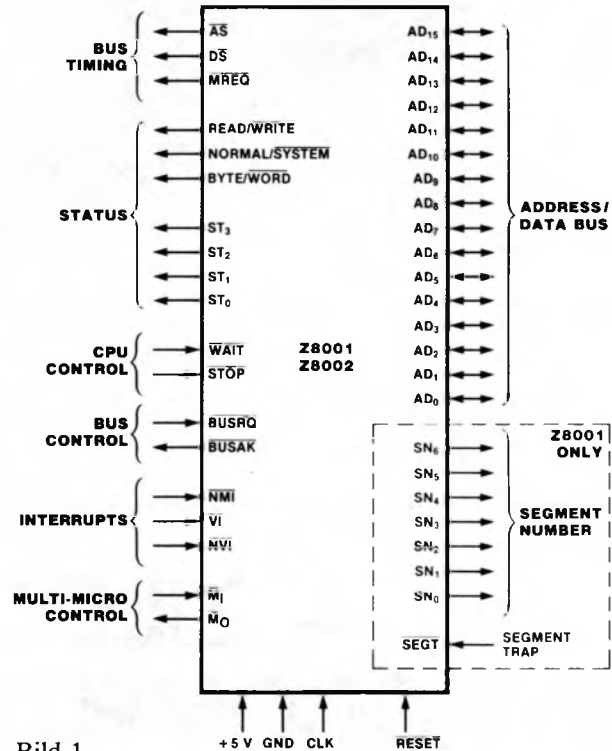 BUS
TIMING
STATUS
CPU
CONTROL
BUS
CONTROL
INTERRUPTS
MULTI-MICRO
CONTROL
AS
DS
MREQ
READ/WRITE
NORMAL/SYSTEM
BYTE/WORD
ST3
ST2
ST1
ST0
WAIT
STOP
BUSRQ
BUSAK
NMI
VI
NVI
MI
MO
Z8001
Z8002
AD15
AD14
AD13
AD12
AD11
AD10
AD9
AD8
AD7
AD6
AD5
AD4
AD3
AD2
AD1
AD0
SN6
SN5
SN4
SN3
SN2
SN1
SN0
SEGT
ADDRESS/
DATA BUS
Z8001
ONLY
SEGMENT
NUMBER
SEGMENT
TRAP
+5 V GND CLK RESET
Bild 1